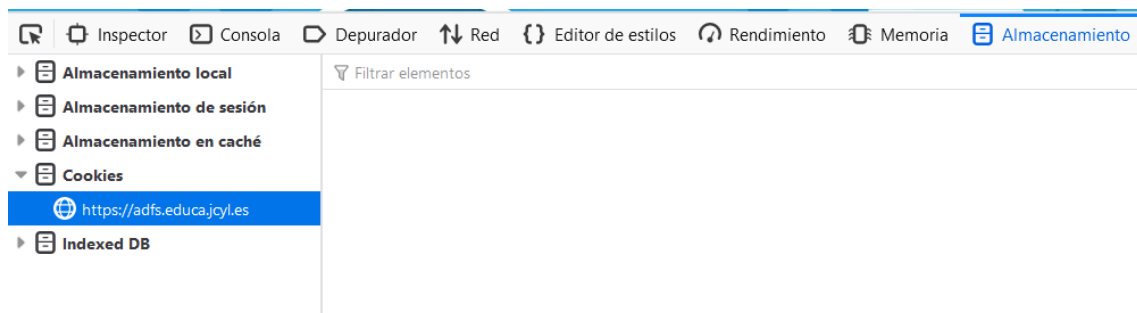 Inspector Consola Depurador Red Editor de estilos Rendimiento Memoria Almacenamiento
Almacenamiento local
Filtrar elementos
Almacenamiento de sesión
Almacenamiento en caché
Cookies
https://adfs.educa.jcyl.es
Indexed DB